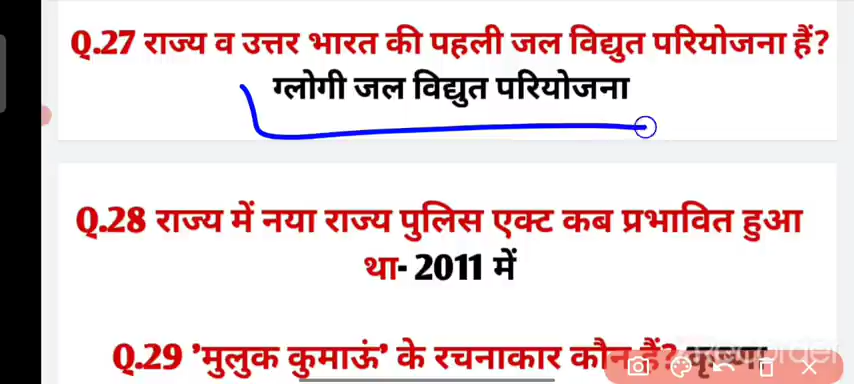 Q.27 राज्य व उत्तर भारत की पहली जल विद्युत परियोजना हैं?
ग्लोगी जल विद्युत परियोजना
Q.28 राज्य में नया राज्य पुलिस एक्ट कब प्रभावित हुआ
था- 2011 में
Q.29 'मुलुक कुमाऊं' के रचनाकार कौन हैं?